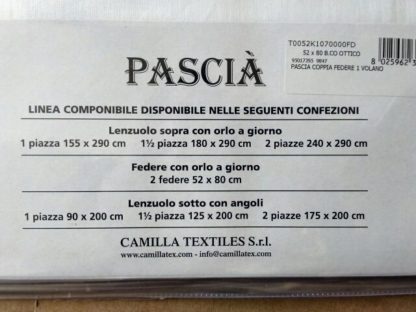 T0052K1070000FD
52 x 80 B.CO OTTICO
PASCIA COPPIA FEDERE 1 VOLANO
8 025962 3
PASCIÀ
LINEA COMPONIBILE DISPONIBILE NELLE SEGUENTI CONFEZIONI
Lenzuolo sopra con orlo a giorno
1 piazza 155 x 290 cm 1½ piazza 180 x 290 cm 2 piazze 240 x 290 cm
Federe con orlo a giorno
2 federe 52 x 80 cm
Lenzuolo sotto con angoli
1 piazza 90 x 200 cm 1½ piazza 125 x 200 cm 2 piazze 175 x 200 cm
CAMILLA TEXTILES S.r.l.
www.camillatex.com - info@camillatex.com